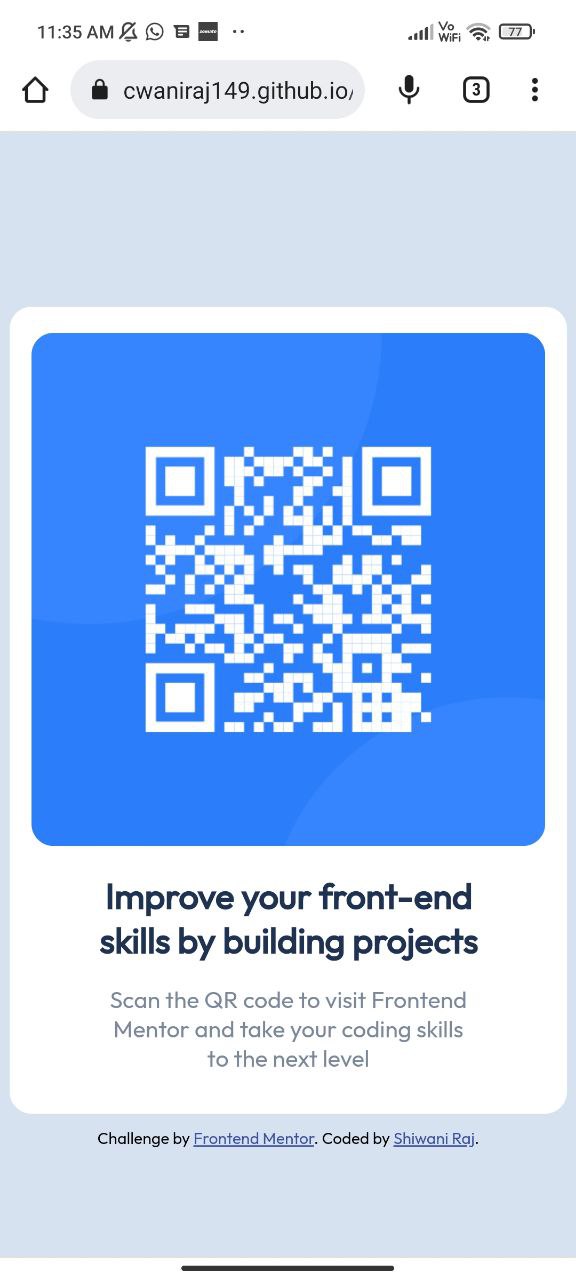 11:35 AM
Vo
WiFi
77
cwaniraj149.github.io/
3
Improve your front-end
skills by building projects
Scan the QR code to visit Frontend
Mentor and take your coding skills
to the next level
Challenge by Frontend Mentor. Coded by Shiwani Raj.